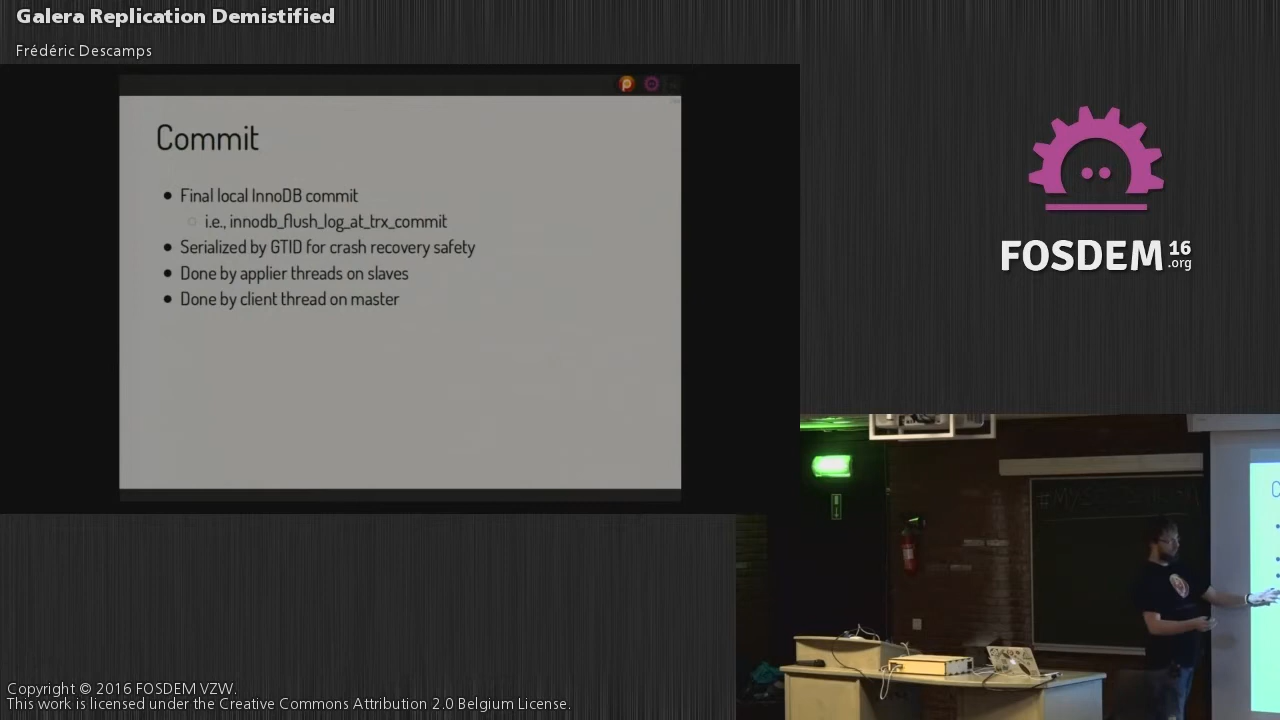 Galera Replication Demistified
Frédéric Descamps
Commit
Final local InnoDB commit
i.e., innodb_flush_log_at_trx_commit
Serialized by GTID for crash recovery safety
Done by applier threads on slaves
Done by client thread on master
FOSDEM 16
.org
Copyright © 2016 FOSDEM VZW.
This work is licensed under the Creative Commons Attribution 2.0 Belgium License.